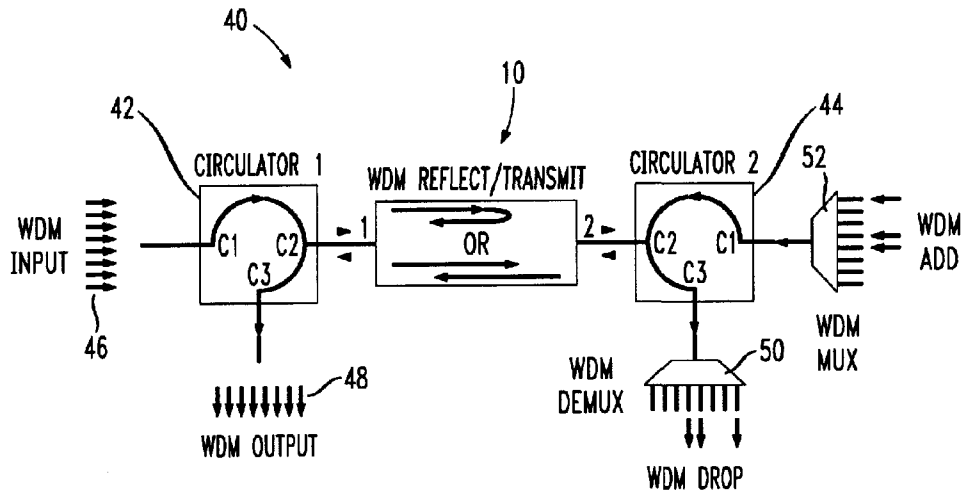 40
10
42
44
52
CIRCULATOR 1
WDM REFLECT/TRANSMIT
CIRCULATOR 2
WDM
INPUT
C1
C2
C3
1
OR
2
C2
C1
C3
WDM
ADD
46
WDM
MUX
48
WDM OUTPUT
WDM
DEMUX
50
WDM DROP